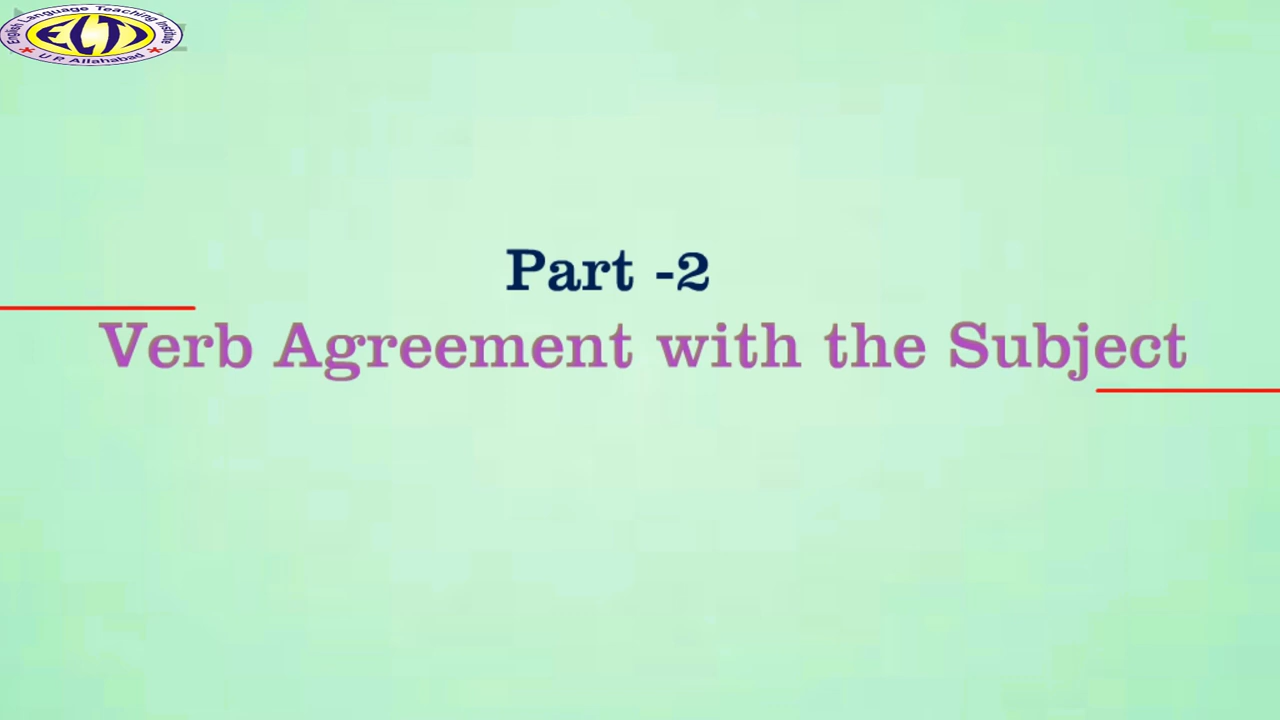 English Language Teaching Institute
ELTI
U P Allahabad
Part -2
Verb Agreement with the Subject